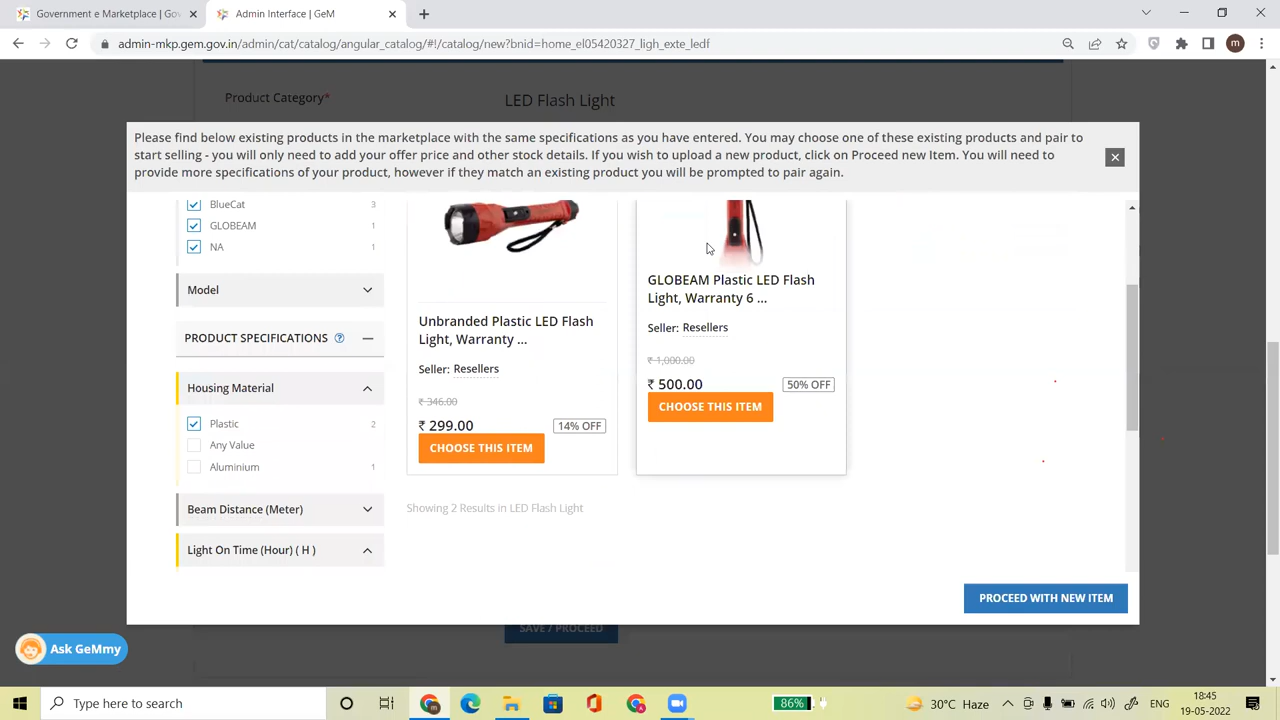 Government e Marketplace | Gov
Admin Interface | GeM
admin-mkp.gem.gov.in/admin/cat/catalog/angular_catalog/#!/catalog/new?bnid=home_el05420327_ligh_exte_ledf
m
Product Category*
LED Flash Light
Please find below existing products in the marketplace with the same specifications as you have entered. You may choose one of these existing products and pair to
start selling - you will only need to add your offer price and other stock details. If you wish to upload a new product, click on Proceed new Item. You will need to
provide more specifications of your product, however if they match an existing product you will be prompted to pair again.
BlueCat 3
GLOBEAM 1
NA 1
Model
PRODUCT SPECIFICATIONS ?
Housing Material
Plastic 2
Any Value
Aluminium 1
Beam Distance (Meter)
Light On Time (Hour) ( H )
Unbranded Plastic LED Flash
Light, Warranty ...
Seller: Resellers
₹ 346.00
₹ 299.00
14% OFF
CHOOSE THIS ITEM
GLOBEAM Plastic LED Flash
Light, Warranty 6 ...
Seller: Resellers
₹ 1,000.00
₹ 500.00
50% OFF
CHOOSE THIS ITEM
Showing 2 Results in LED Flash Light
PROCEED WITH NEW ITEM
SAVE / PROCEED
Ask GeMmy
Type here to search
86%
30°C Haze
ENG
18:45
19-05-2022